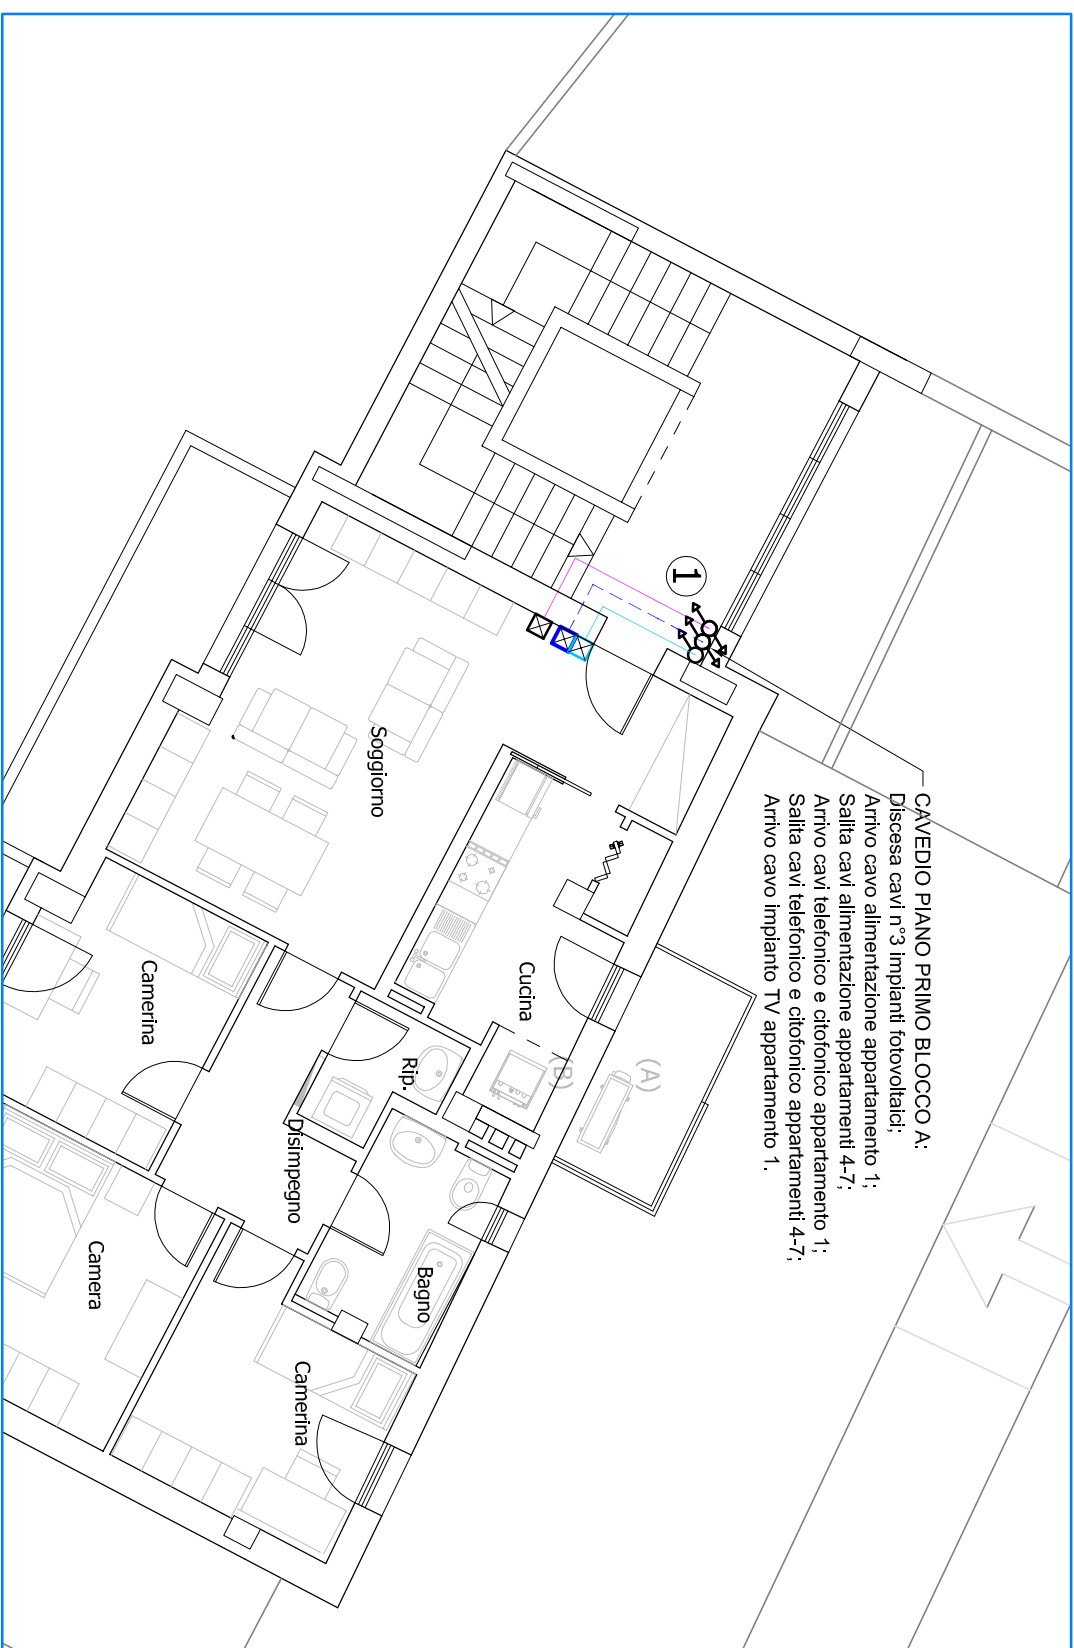 CAVEDIO PIANO PRIMO BLOCCO A:
Discesa cavi n°3 impianti fotovoltaici;
Arrivo cavo alimentazione appartamento 1;
Salita cavi alimentazione appartamenti 4-7;
Arrivo cavi telefonico e citofonico appartamento 1;
Salita cavi telefonico e citofonico appartamenti 4-7;
Arrivo cavo impianto TV appartamento 1.
1
Soggiorno
Cucina
(A)
(B)
Rip.
Camerina
Disimpegno
Bagno
Camera
Camerina